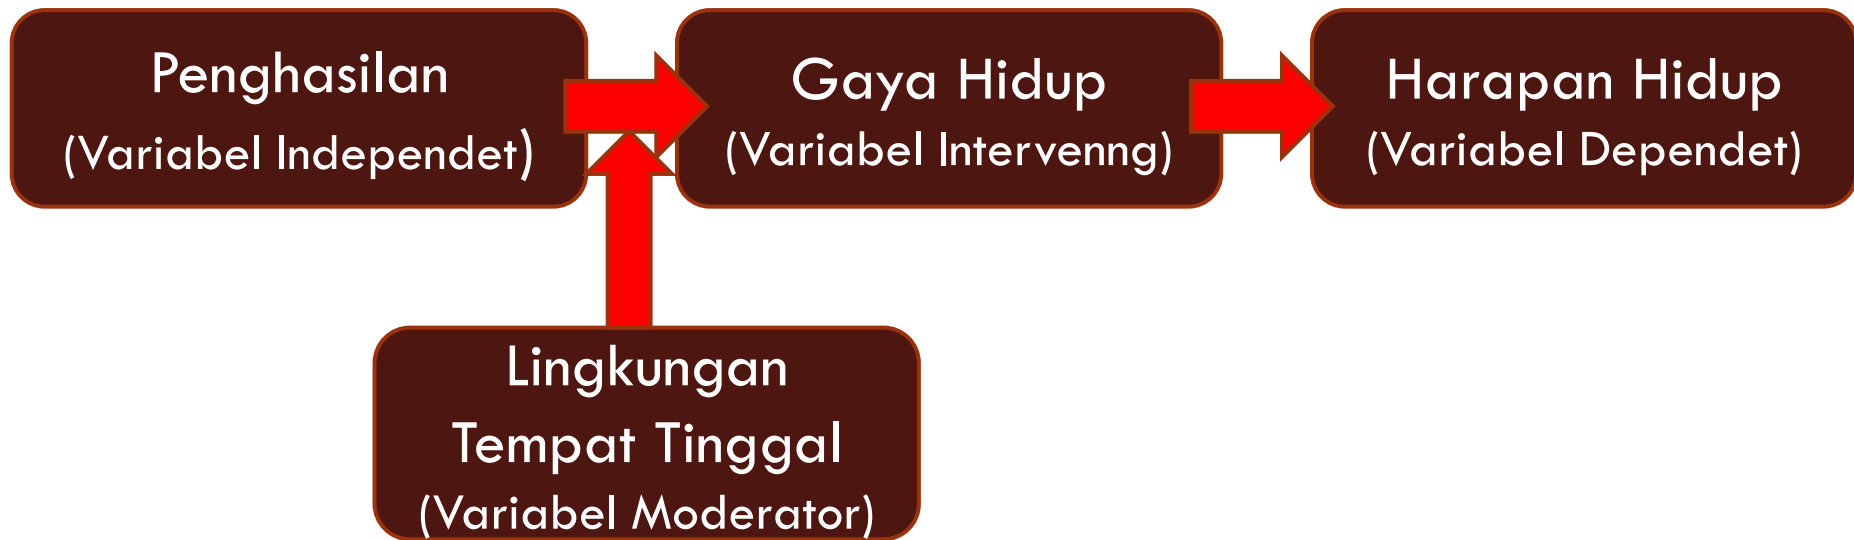 Penghasilan
(Variabel Independet)
Gaya Hidup
(Variabel Intervenng)
Harapan Hidup
(Variabel Dependet)
Lingkungan
Tempat Tinggal
(Variabel Moderator)